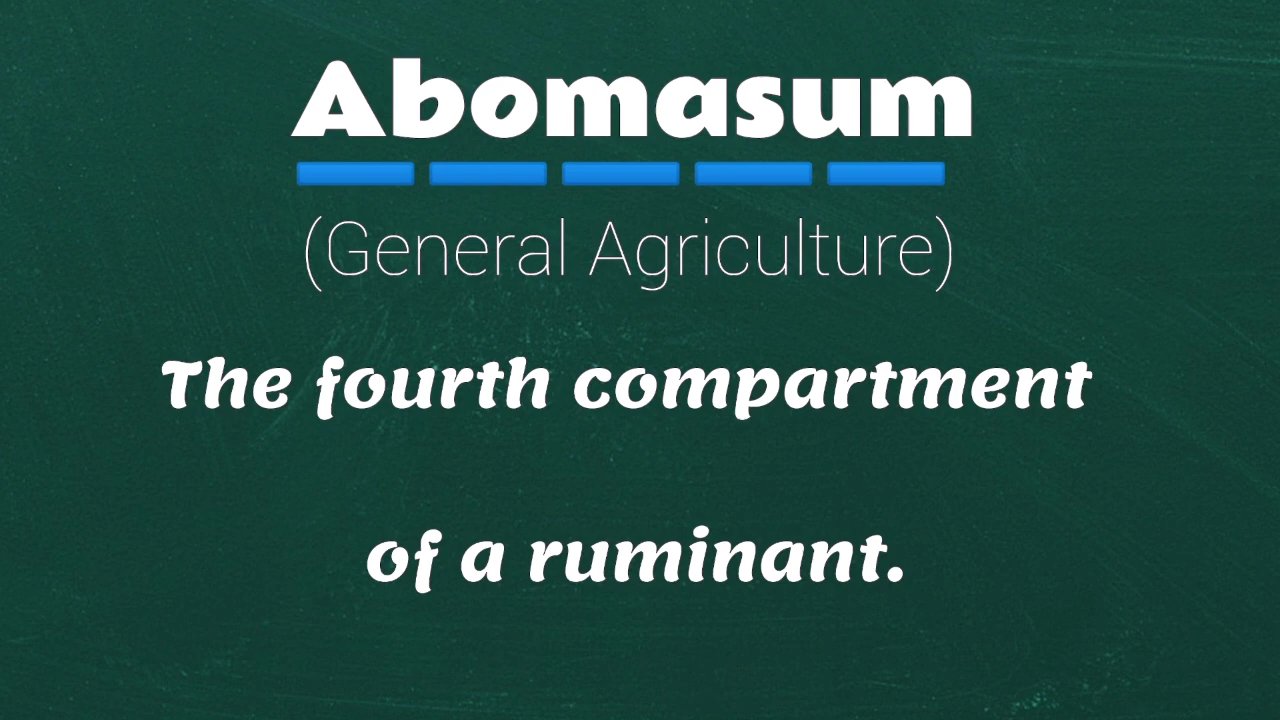 Abomasum
(General Agriculture)
The fourth compartment
of a ruminant.